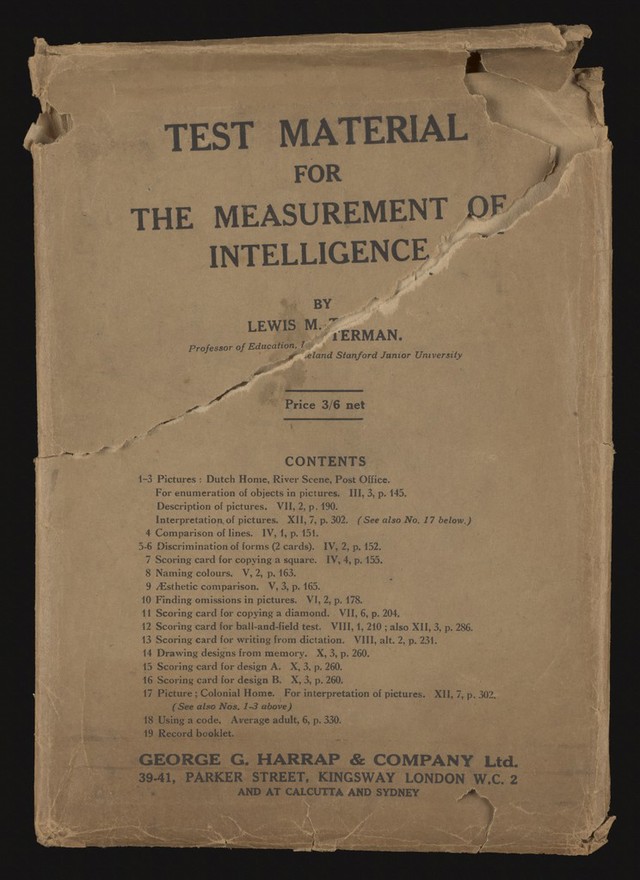 TEST MATERIAL
FOR
THE MEASUREMENT OF
INTELLIGENCE
BY
LEWIS M. TERMAN.
Professor of Education, Leland Stanford Junior University
Price 3/6 net
CONTENTS
1-3 Pictures : Dutch Home, River Scene, Post Office.
For enumeration of objects in pictures. III, 3, p. 145.
Description of pictures. VII, 2, p. 190.
Interpretation of pictures. XII, 7, p. 302. (See also No. 17 below.)
4 Comparison of lines. IV, 1, p. 151.
5-6 Discrimination of forms (2 cards). IV, 2, p. 152.
7 Scoring card for copying a square. IV, 4, p. 155.
8 Naming colours. V, 2, p. 163.
9 Æsthetic comparison. V, 3, p. 165.
10 Finding omissions in pictures. VI, 2, p. 178.
11 Scoring card for copying a diamond. VII, 6, p. 204.
12 Scoring card for ball-and-field test. VIII, 1, 210 ; also XII, 3, p. 286.
13 Scoring card for writing from dictation. VIII, alt. 2, p. 231.
14 Drawing designs from memory. X, 3, p. 260.
15 Scoring card for design A. X, 3, p. 260.
16 Scoring card for design B. X, 3, p. 260.
17 Picture ; Colonial Home. For interpretation of pictures. XII, 7, p. 302.
(See also Nos. 1-3 above)
18 Using a code. Average adult, 6, p. 330.
19 Record booklet.
GEORGE G. HARRAP & COMPANY Ltd.
39-41, PARKER STREET, KINGSWAY LONDON W.C. 2
AND AT CALCUTTA AND SYDNEY